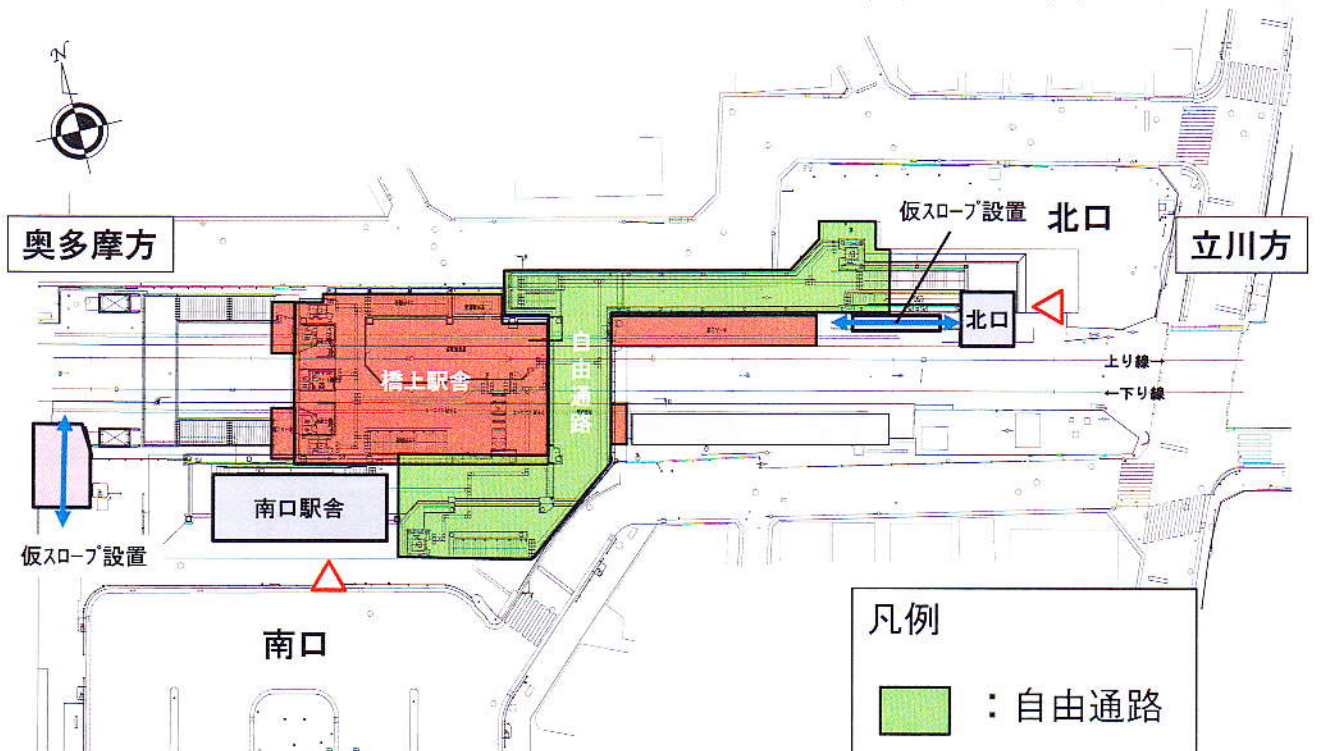 N
奥多摩方
仮スロープ設置
北口
立川方
北口
自由通路
橋上駅舎
上り線→
←下り線
南口駅舎
仮スロープ設置
南口
凡例
：自由通路